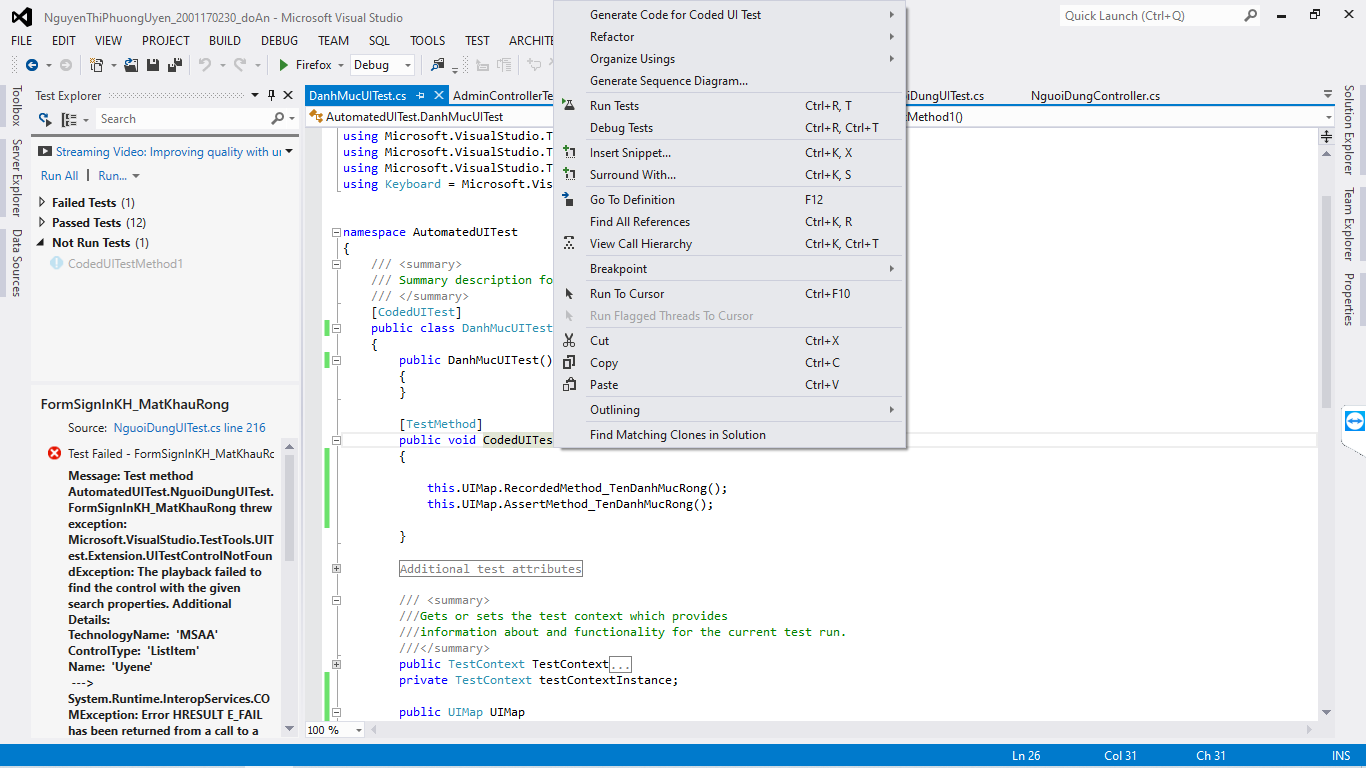 NguyenThiPhuongUyen_2001170230_doAn - Microsoft Visual Studio
Quick Launch (Ctrl+Q)
FILE EDIT VIEW PROJECT BUILD DEBUG TEAM SQL TOOLS TEST ARCHITE
Firefox Debug
Toolbox
Server Explorer
Data Sources
Test Explorer
Search
Streaming Video: Improving quality with un
Run All | Run...
Failed Tests (1)
Passed Tests (12)
Not Run Tests (1)
CodedUITestMethod1
FormSignInKH_MatKhauRong
Source: NguoiDungUITest.cs line 216
Test Failed - FormSignInKH_MatKhauRo
Message: Test method
AutomatedUITest.NguoiDungUITest.
FormSignInKH_MatKhauRong threw
exception:
Microsoft.VisualStudio.TestTools.UIT
est.Extension.UITestControlNotFoun
dException: The playback failed to
find the control with the given
search properties. Additional
Details:
TechnologyName: 'MSAA'
ControlType: 'ListItem'
Name: 'Uyene'
--->
System.Runtime.InteropServices.CO
MException: Error HRESULT E_FAIL
has been returned from a call to a
DanhMucUITest.cs AdminControllerTe oiDungUITest.cs NguoiDungController.cs
AutomatedUITest.DanhMucUITest tMethod1()
using Microsoft.VisualStudio.T
using Microsoft.VisualStudio.T
using Microsoft.VisualStudio.T
using Keyboard = Microsoft.Vis
namespace AutomatedUITest
{
/// <summary>
/// Summary description fo
/// </summary>
[CodedUITest]
public class DanhMucUITest
{
public DanhMucUITest()
{
}
[TestMethod]
public void CodedUITes
{
this.UIMap.RecordedMethod_TenDanhMucRong();
this.UIMap.AssertMethod_TenDanhMucRong();
}
Additional test attributes
/// <summary>
///Gets or sets the test context which provides
///information about and functionality for the current test run.
///</summary>
public TestContext TestContext...
private TestContext testContextInstance;
public UIMap UIMap
100 %
Generate Code for Coded UI Test
Refactor
Organize Usings
Generate Sequence Diagram...
Run Tests Ctrl+R, T
Debug Tests Ctrl+R, Ctrl+T
Insert Snippet... Ctrl+K, X
Surround With... Ctrl+K, S
Go To Definition F12
Find All References Ctrl+K, R
View Call Hierarchy Ctrl+K, Ctrl+T
Breakpoint
Run To Cursor Ctrl+F10
Run Flagged Threads To Cursor
Cut Ctrl+X
Copy Ctrl+C
Paste Ctrl+V
Outlining
Find Matching Clones in Solution
Solution Explorer
Team Explorer
Properties
Ln 26 Col 31 Ch 31 INS